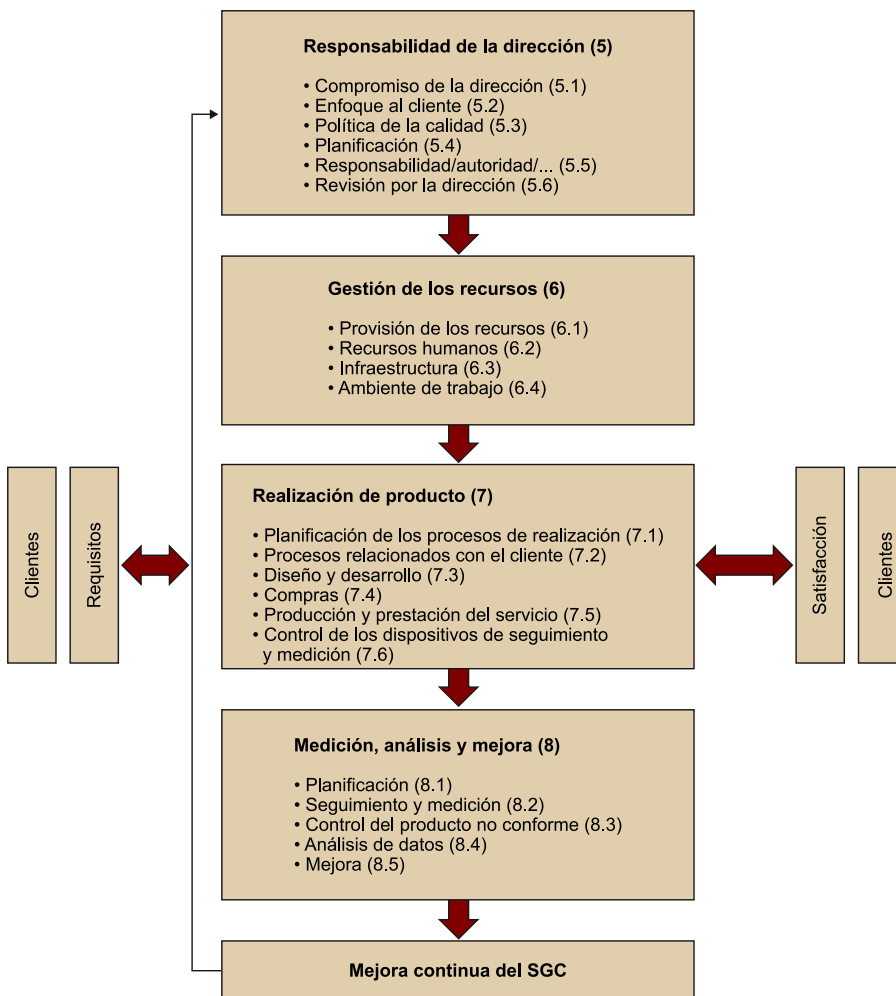 Responsabilidad de la dirección (5)
• Compromiso de la dirección (5.1)
• Enfoque al cliente (5.2)
• Política de la calidad (5.3)
• Planificación (5.4)
• Responsabilidad/autoridad/... (5.5)
• Revisión por la dirección (5.6)
Gestión de los recursos (6)
• Provisión de los recursos (6.1)
• Recursos humanos (6.2)
• Infraestructura (6.3)
• Ambiente de trabajo (6.4)
Clientes
Requisitos
Realización de producto (7)
• Planificación de los procesos de realización (7.1)
• Procesos relacionados con el cliente (7.2)
• Diseño y desarrollo (7.3)
• Compras (7.4)
• Producción y prestación del servicio (7.5)
• Control de los dispositivos de seguimiento
y medición (7.6)
Satisfacción
Clientes
Medición, análisis y mejora (8)
• Planificación (8.1)
• Seguimiento y medición (8.2)
• Control del producto no conforme (8.3)
• Análisis de datos (8.4)
• Mejora (8.5)
Mejora continua del SGC